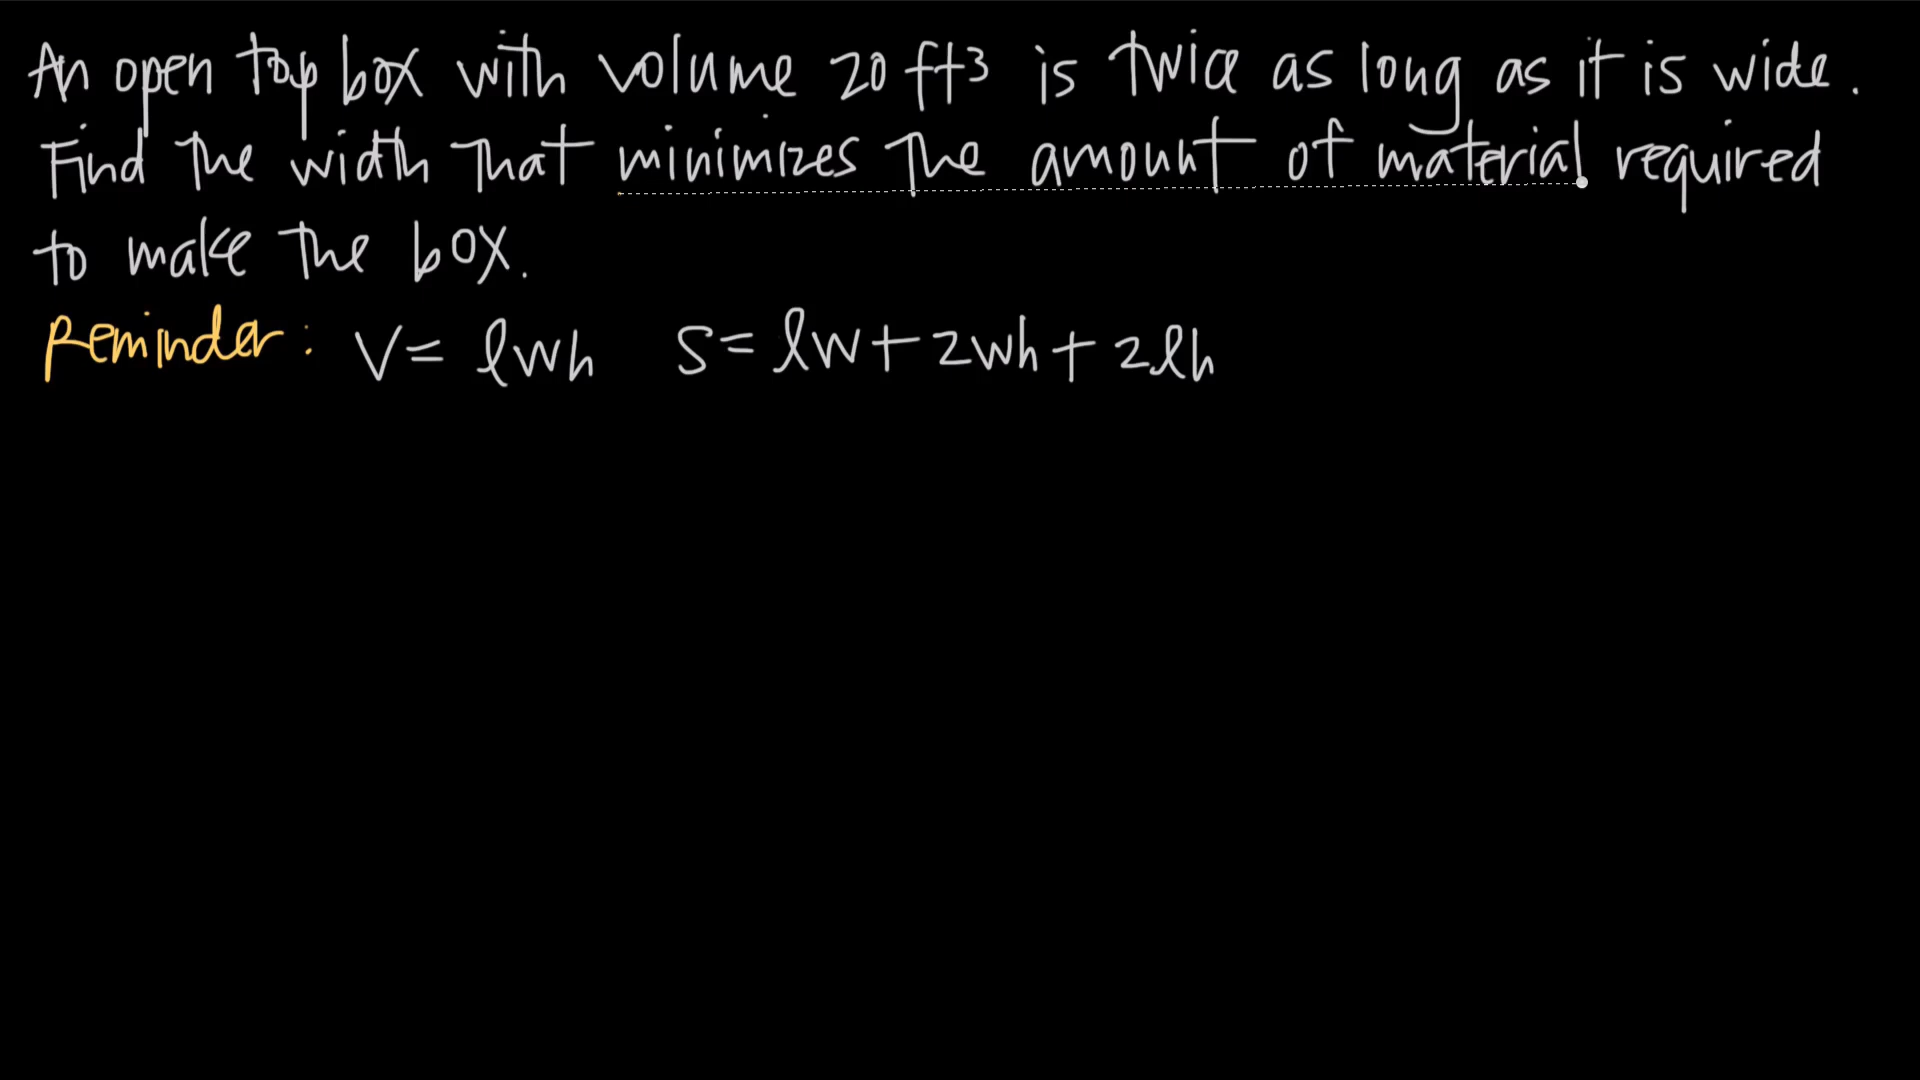 An open top box with volume 20 ft³ is twice as long as it is wide.
Find the width that minimizes the amount of material required
to make the box.
Reminder: V = lwh   S = lw + 2wh + 2lh